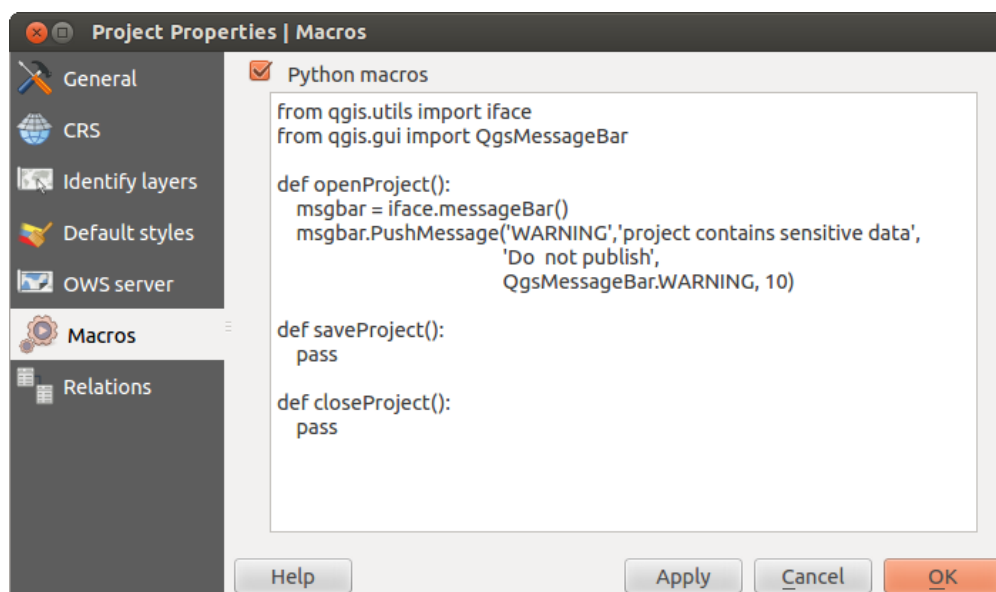 Project Properties | Macros
General
CRS
Identify layers
Default styles
OWS server
Macros
Relations
Python macros
from qgis.utils import iface
from qgis.gui import QgsMessageBar
def openProject():
msgbar = iface.messageBar()
msgbar.PushMessage('WARNING','project contains sensitive data',
'Do  not publish',
QgsMessageBar.WARNING, 10)
def saveProject():
pass
def closeProject():
pass
Help
Apply
Cancel
OK